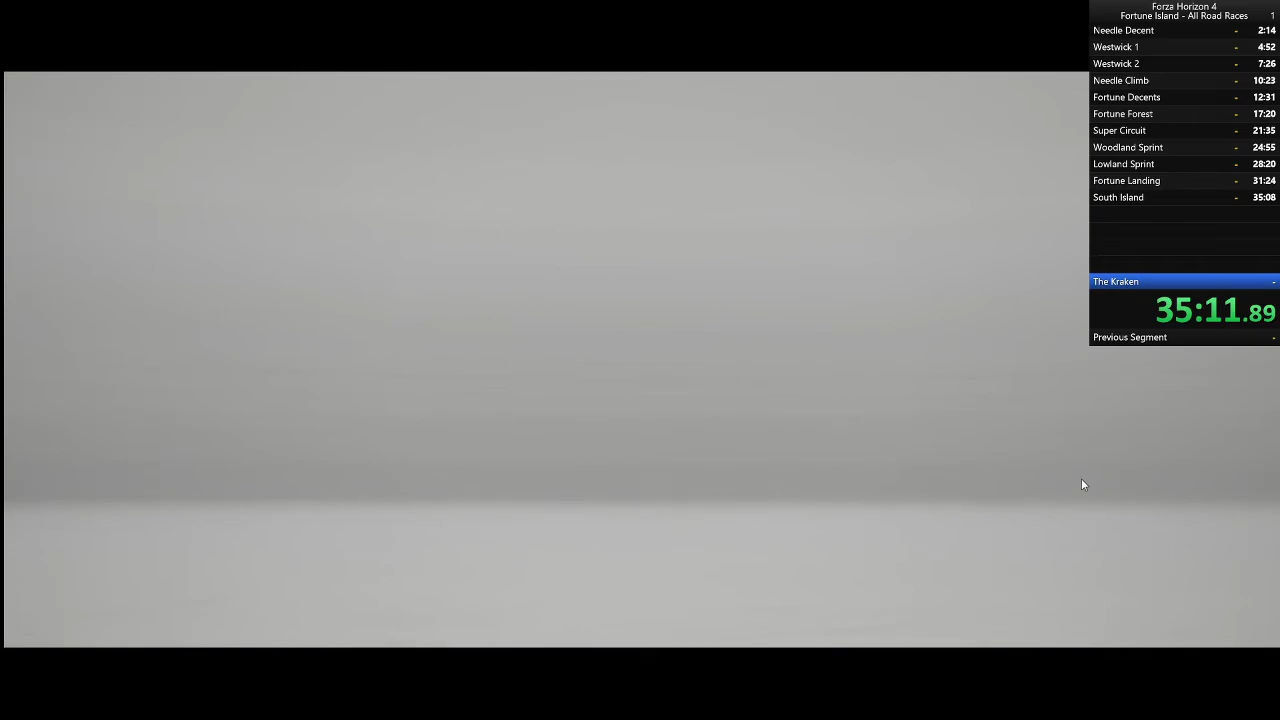 Forza Horizon 4
Fortune Island - All Road Races 1
Needle Decent - 2:14
Westwick 1 - 4:52
Westwick 2 - 7:26
Needle Climb - 10:23
Fortune Decents - 12:31
Fortune Forest - 17:20
Super Circuit - 21:35
Woodland Sprint - 24:55
Lowland Sprint - 28:20
Fortune Landing - 31:24
South Island - 35:08
The Kraken -
35:11.89
Previous Segment -